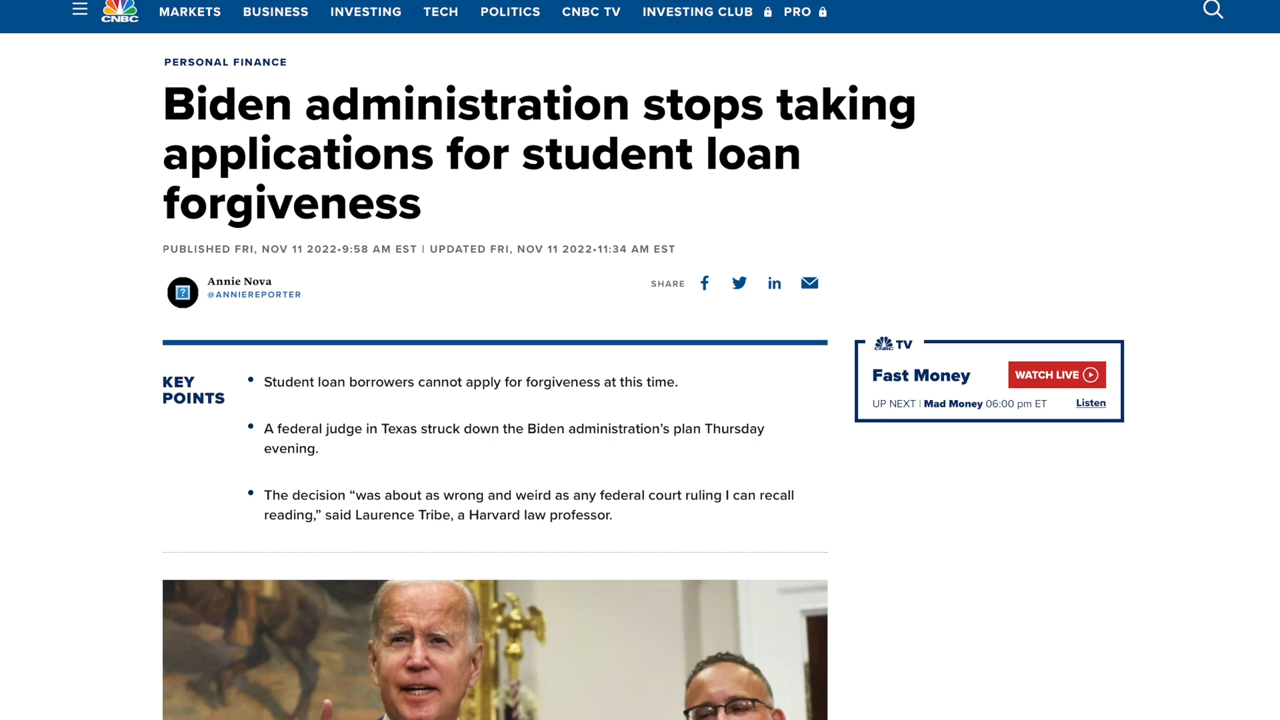 CNBC
MARKETS BUSINESS INVESTING TECH POLITICS CNBC TV INVESTING CLUB PRO
PERSONAL FINANCE
Biden administration stops taking
applications for student loan
forgiveness
PUBLISHED FRI, NOV 11 2022•9:58 AM EST | UPDATED FRI, NOV 11 2022•11:34 AM EST
Annie Nova
@ANNIEREPORTER
SHARE
KEY
POINTS
• Student loan borrowers cannot apply for forgiveness at this time.
• A federal judge in Texas struck down the Biden administration’s plan Thursday
evening.
• The decision “was about as wrong and weird as any federal court ruling I can recall
reading,” said Laurence Tribe, a Harvard law professor.
CNBC TV
Fast Money
WATCH LIVE
UP NEXT | Mad Money 06:00 pm ET
Listen